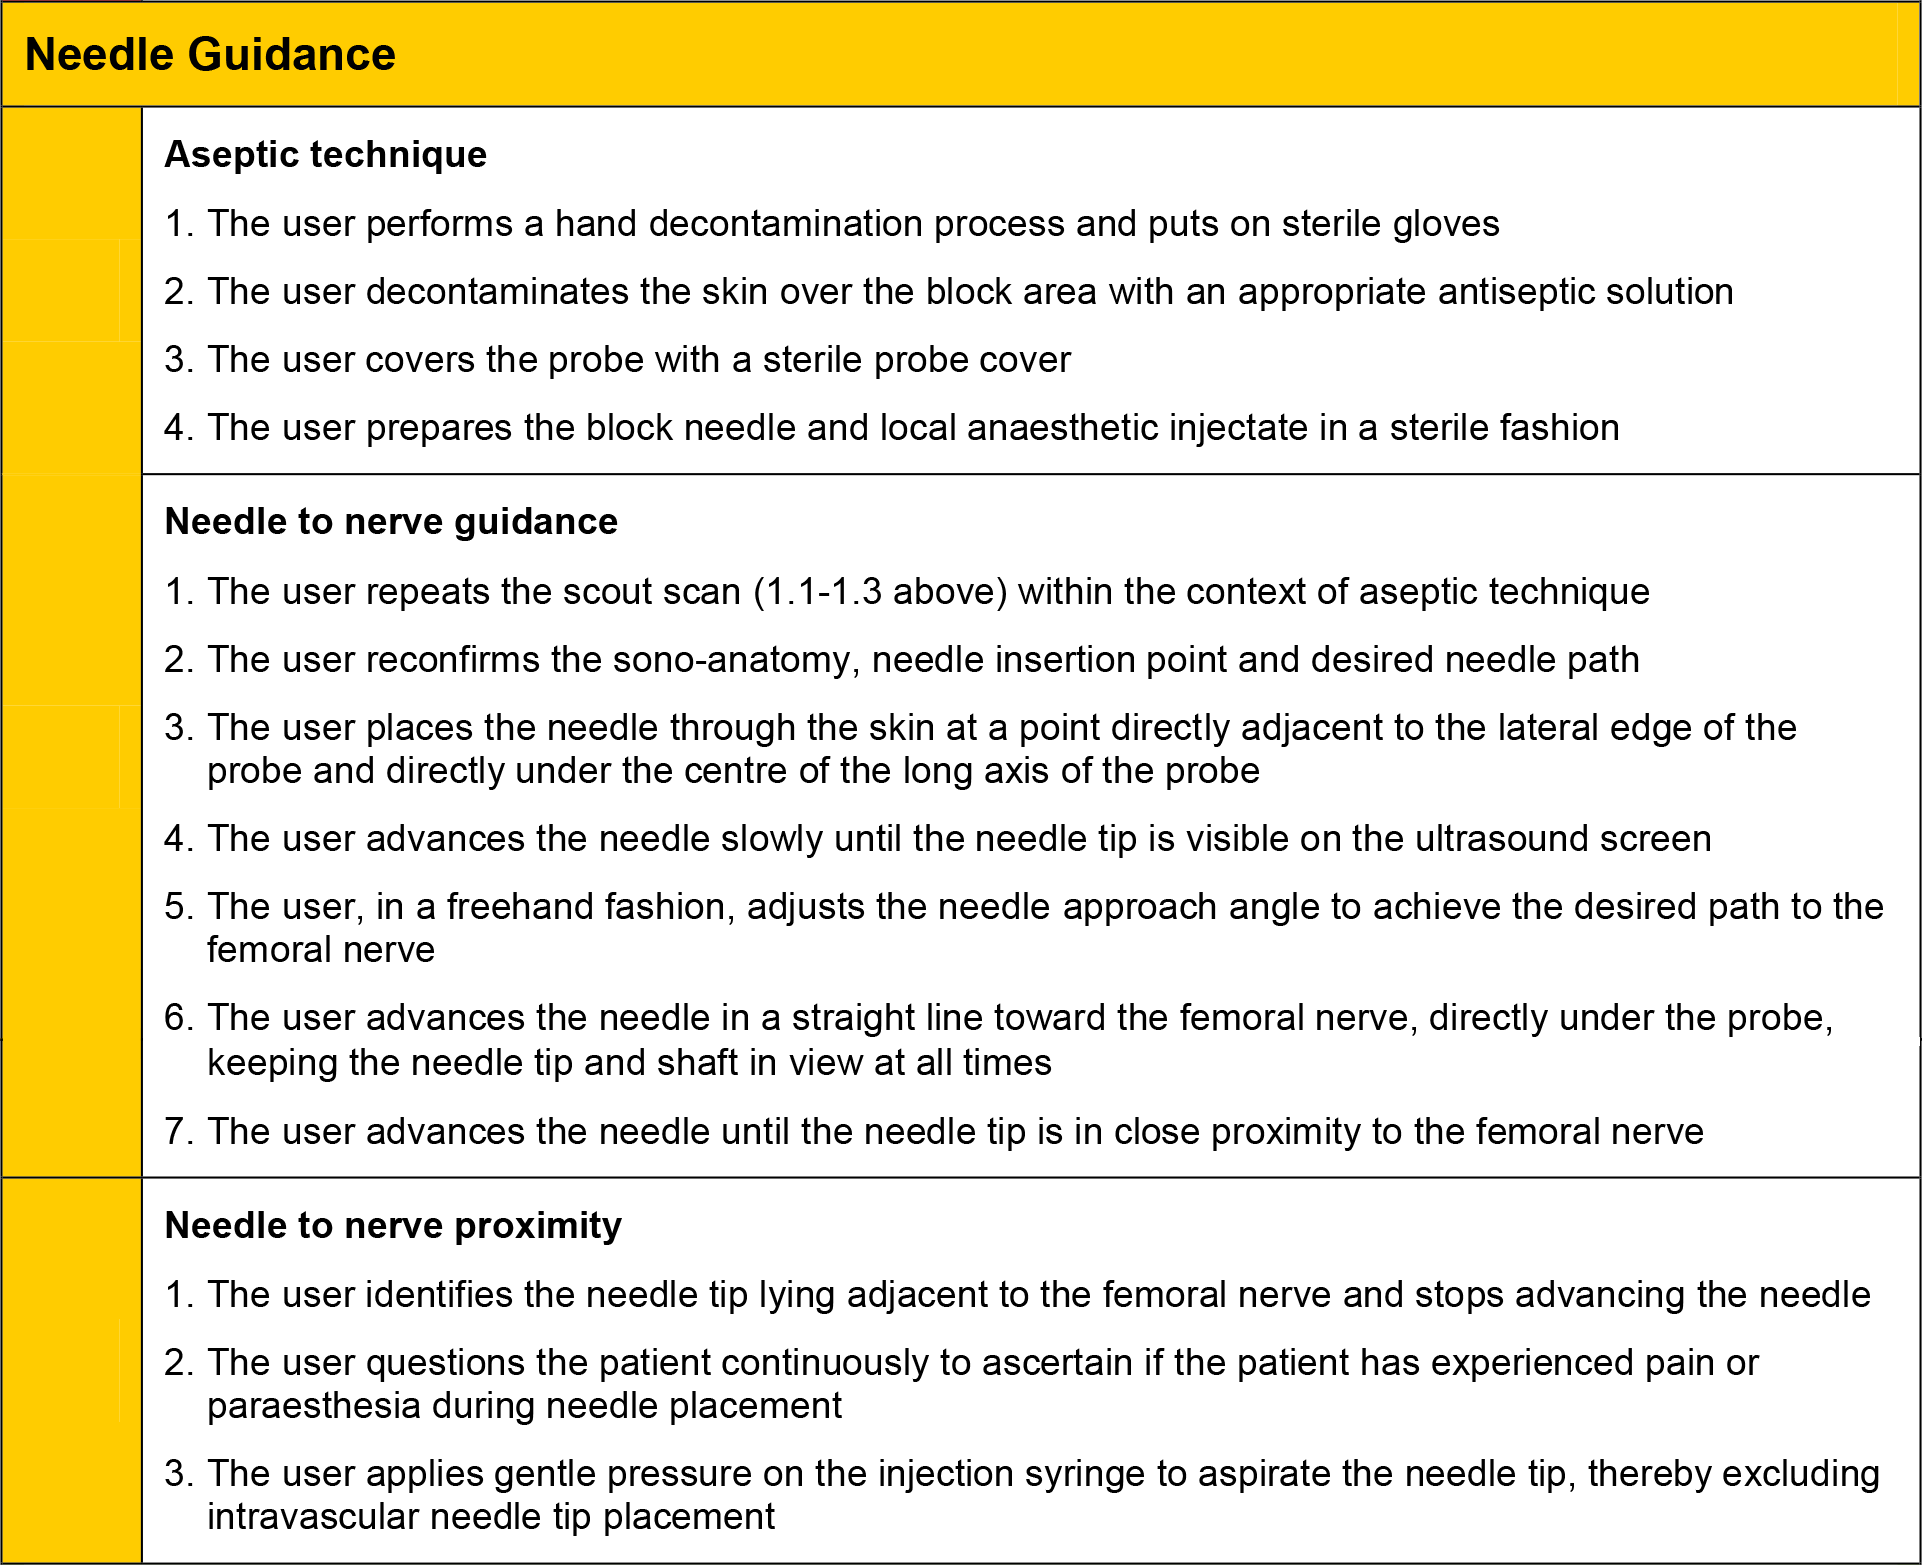 Needle Guidance
Aseptic technique
1. The user performs a hand decontamination process and puts on sterile gloves
2. The user decontaminates the skin over the block area with an appropriate antiseptic solution
3. The user covers the probe with a sterile probe cover
4. The user prepares the block needle and local anaesthetic injectate in a sterile fashion
Needle to nerve guidance
1. The user repeats the scout scan (1.1-1.3 above) within the context of aseptic technique
2. The user reconfirms the sono-anatomy, needle insertion point and desired needle path
3. The user places the needle through the skin at a point directly adjacent to the lateral edge of the
probe and directly under the centre of the long axis of the probe
4. The user advances the needle slowly until the needle tip is visible on the ultrasound screen
5. The user, in a freehand fashion, adjusts the needle approach angle to achieve the desired path to the
femoral nerve
6. The user advances the needle in a straight line toward the femoral nerve, directly under the probe,
keeping the needle tip and shaft in view at all times
7. The user advances the needle until the needle tip is in close proximity to the femoral nerve
Needle to nerve proximity
1. The user identifies the needle tip lying adjacent to the femoral nerve and stops advancing the needle
2. The user questions the patient continuously to ascertain if the patient has experienced pain or
paraesthesia during needle placement
3. The user applies gentle pressure on the injection syringe to aspirate the needle tip, thereby excluding
intravascular needle tip placement